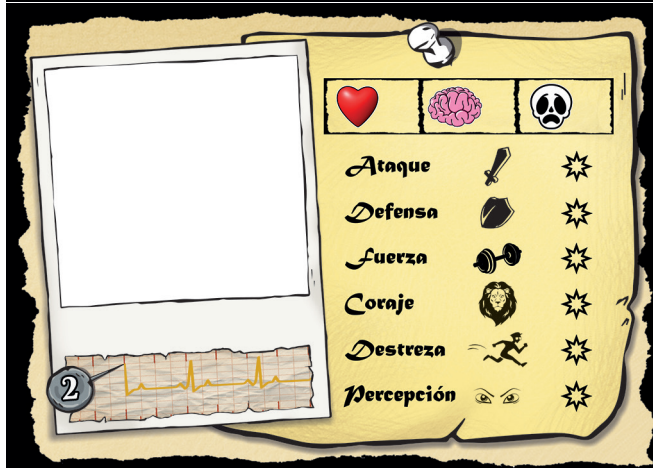 Ataque
Defensa
Fuerza
Coraje
Destreza
Percepción
2